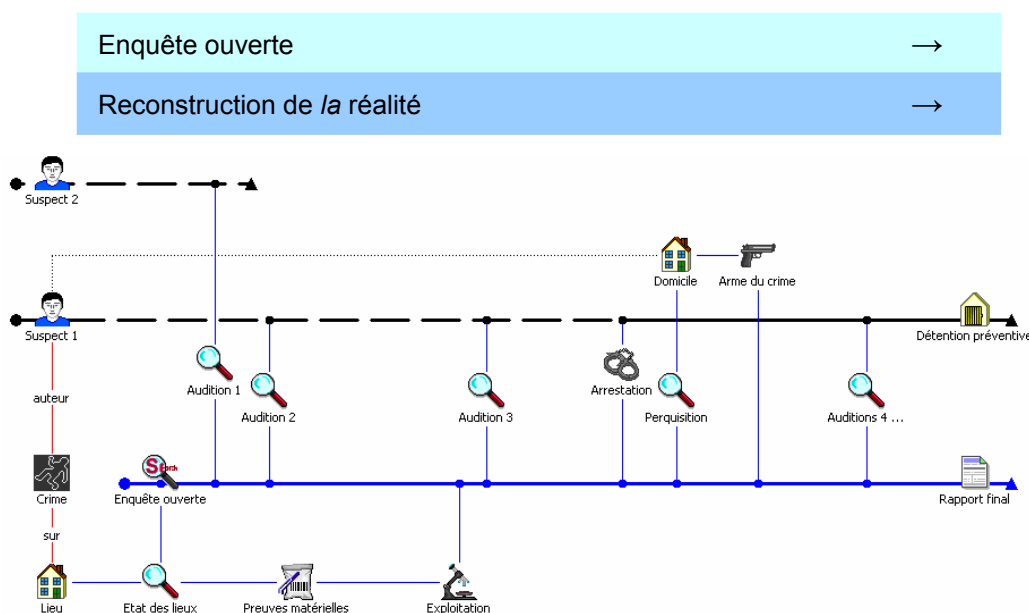 Enquête ouverte →
Reconstruction de la réalité →
Suspect 2
Domicile
Arme du crime
Suspect 1
Détention préventive
auteur
Audition 1
Audition 2
Audition 3
Arrestation
Perquisition
Auditions 4 ...
Crime
Enquête ouverte
Rapport final
sur
Lieu
Etat des lieux
Preuves matérielles
Exploitation